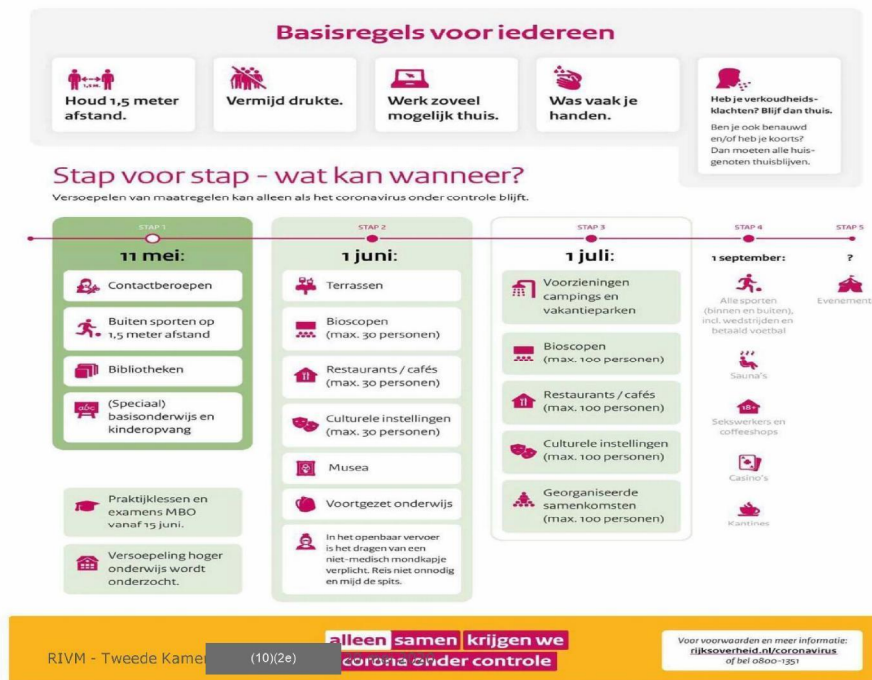 Basisregels voor iedereen
1,5 m.
Houd 1,5 meter
afstand.
Vermijd drukte.
Werk zoveel
mogelijk thuis.
Was vaak je
handen.
Heb je verkoudheids-
klachten? Blijf dan thuis.
Ben je ook benauwd
en/of heb je koorts?
Dan moeten alle huis-
genoten thuisblijven.
Stap voor stap - wat kan wanneer?
Versoepelen van maatregelen kan alleen als het coronavirus onder controle blijft.
STAP 1
11 mei:
Contactberoepen
Buiten sporten op
1,5 meter afstand
Bibliotheken
abc
(Speciaal)
basisonderwijs en
kinderopvang
Praktijklessen en
examens MBO
vanaf 15 juni.
Versoepeling hoger
onderwijs wordt
onderzocht.
STAP 2
1 juni:
Terrassen
Bioscopen
(max. 30 personen)
Restaurants / cafés
(max. 30 personen)
Culturele instellingen
(max. 30 personen)
Musea
Voortgezet onderwijs
In het openbaar vervoer
is het dragen van een
niet-medisch mondkapje
verplicht. Reis niet onnodig
en mijd de spits.
STAP 3
1 juli:
Voorzieningen
campings en
vakantieparken
Bioscopen
(max. 100 personen)
Restaurants / cafés
(max. 100 personen)
Culturele instellingen
(max. 100 personen)
Georganiseerde
samenkomsten
(max. 100 personen)
STAP 4
1 september:
Alle sporten
(binnen en buiten),
incl. wedstrijden en
betaald voetbal
Sauna's
18+
Sekswerkers en
coffeeshops
Casino's
Kantines
STAP 5
?
Evenement
alleen samen krijgen we
corona onder controle
RIVM - Tweede Kamer
(10)(2e)
Voor voorwaarden en meer informatie:
rijksoverheid.nl/coronavirus
of bel 0800-1351